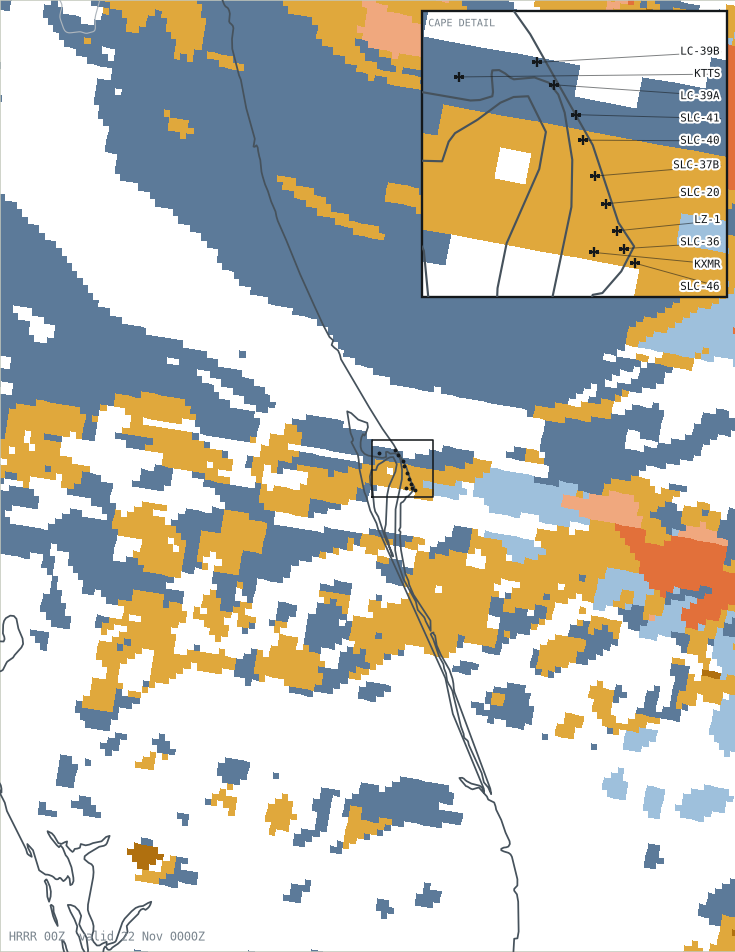 CAPE DETAIL
LC-39B
KTTS
LC-39A
SLC-41
SLC-40
SLC-37B
SLC-20
LZ-1
SLC-36
KXMR
SLC-46
HRRR 00Z valid 22 Nov 0000Z